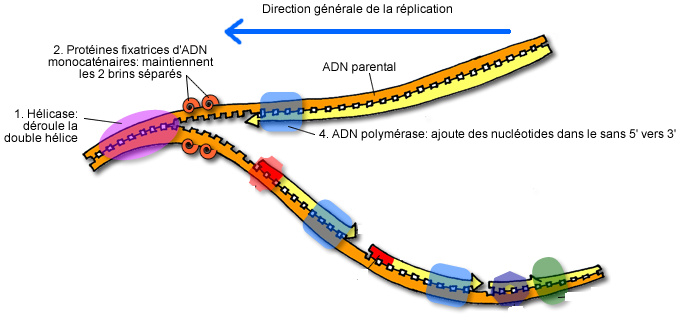 Direction générale de la réplication
2. Protéines fixatrices d'ADN
monocaténaires: maintiennent
les 2 brins séparés
ADN parental
1. Hélicase:
déroule la
double hélice
4. ADN polymérase: ajoute des nucléotides dans le sans 5' vers 3'